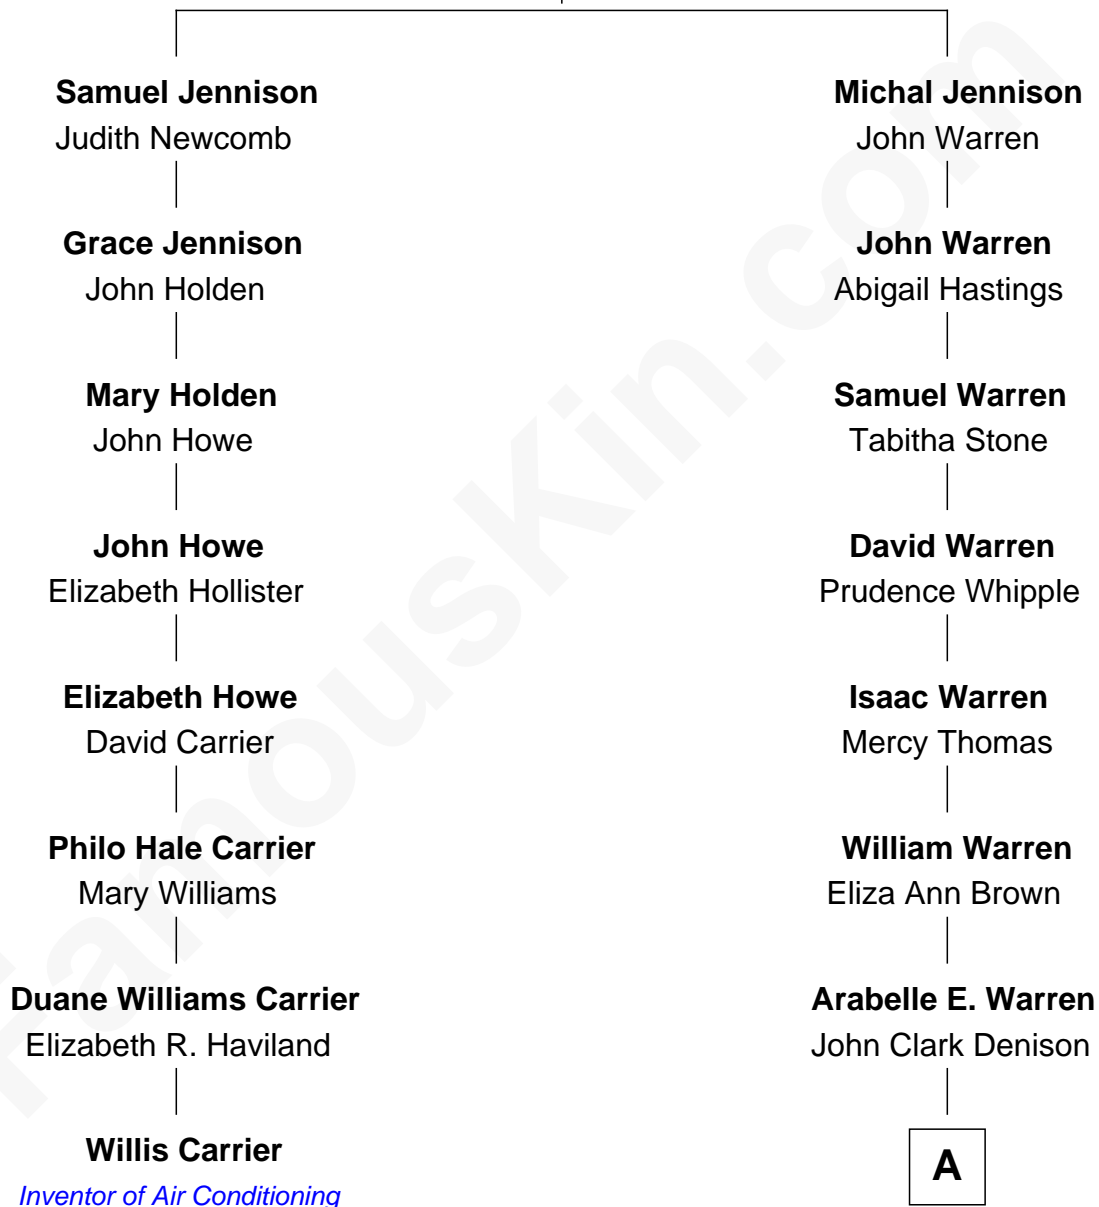 Samuel Jennison
Judith Newcomb
Grace Jennison
John Holden
Mary Holden
John Howe
John Howe
Elizabeth Hollister
Elizabeth Howe
David Carrier
Philo Hale Carrier
Mary Williams
Duane Williams Carrier
Elizabeth R. Haviland
Willis Carrier
Inventor of Air Conditioning
Michal Jennison
John Warren
John Warren
Abigail Hastings
Samuel Warren
Tabitha Stone
David Warren
Prudence Whipple
Isaac Warren
Mercy Thomas
William Warren
Eliza Ann Brown
Arabelle E. Warren
John Clark Denison
A
FamousKin.com